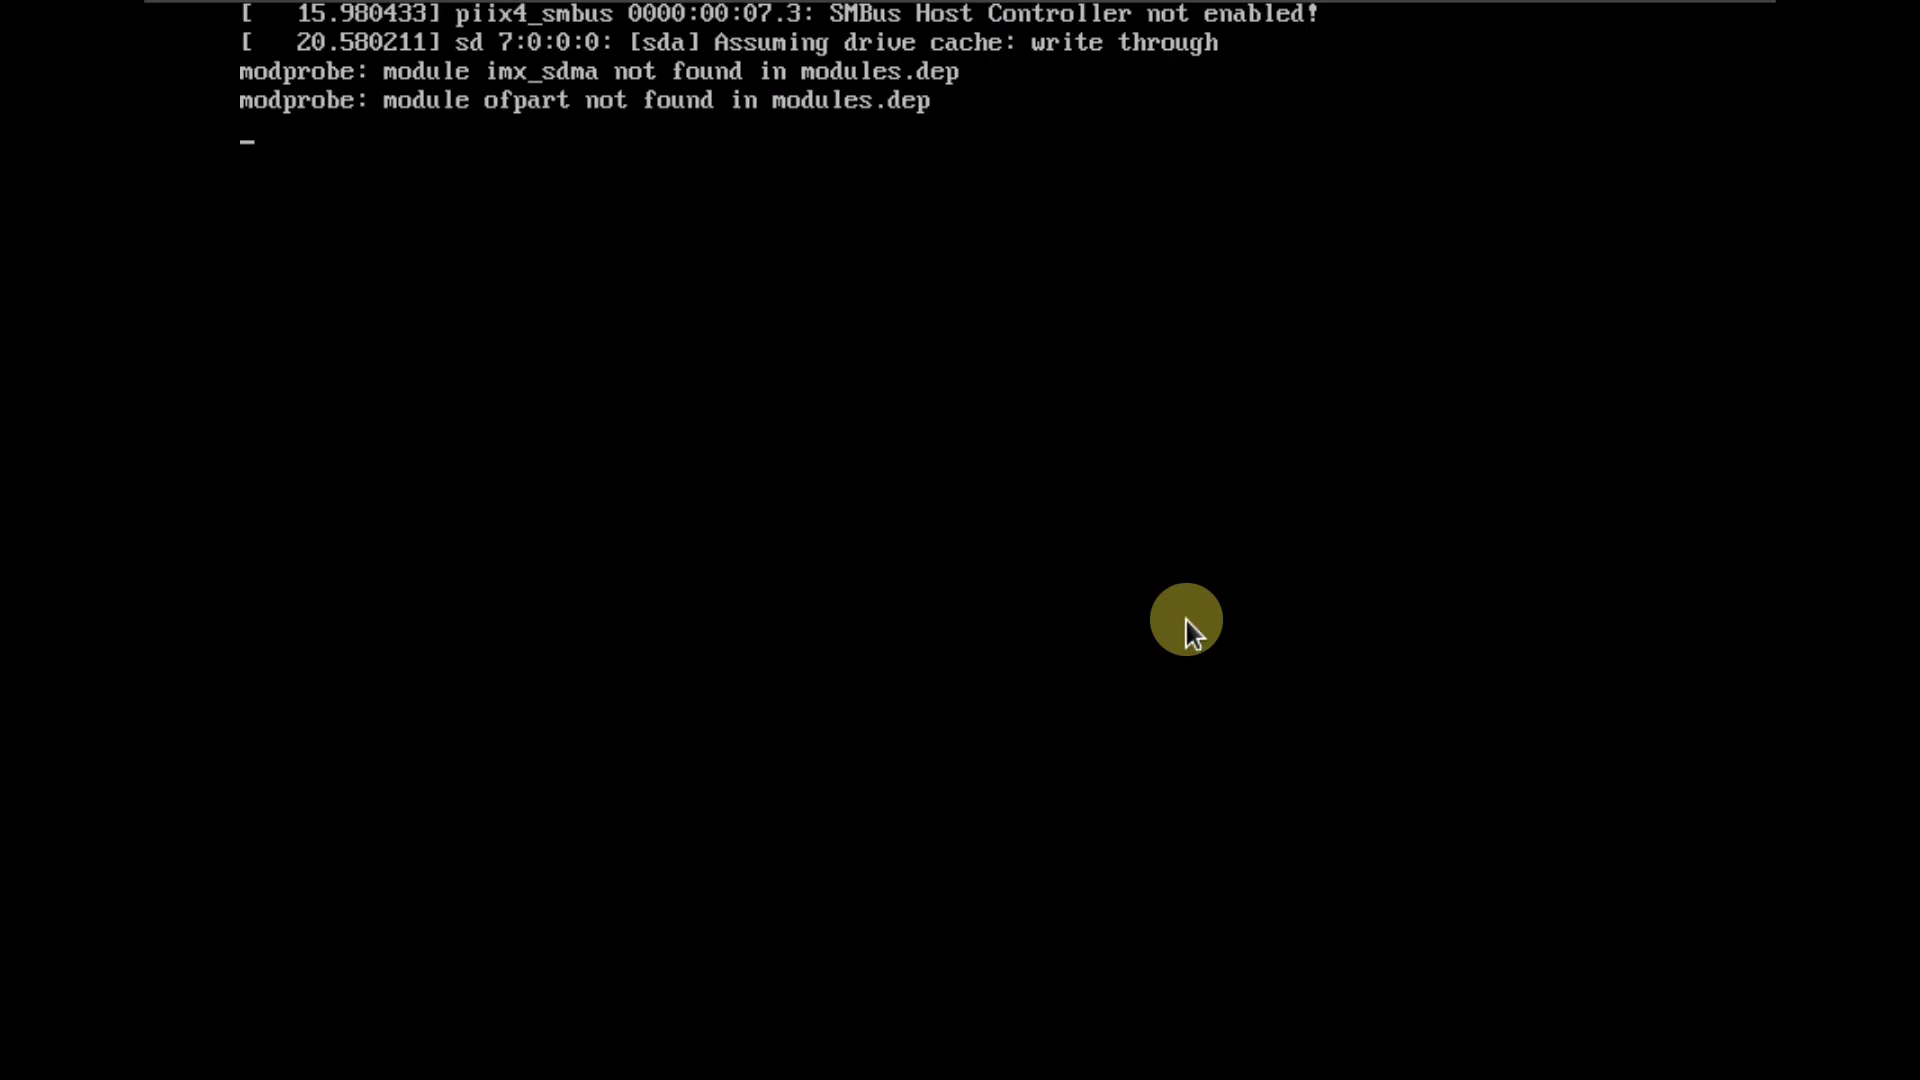 [   15.980433] piix4_smbus 0000:00:07.3: SMBus Host Controller not enabled!
[   20.580211] sd 7:0:0:0: [sda] Assuming drive cache: write through
modprobe: module imx_sdma not found in modules.dep
modprobe: module ofpart not found in modules.dep
_